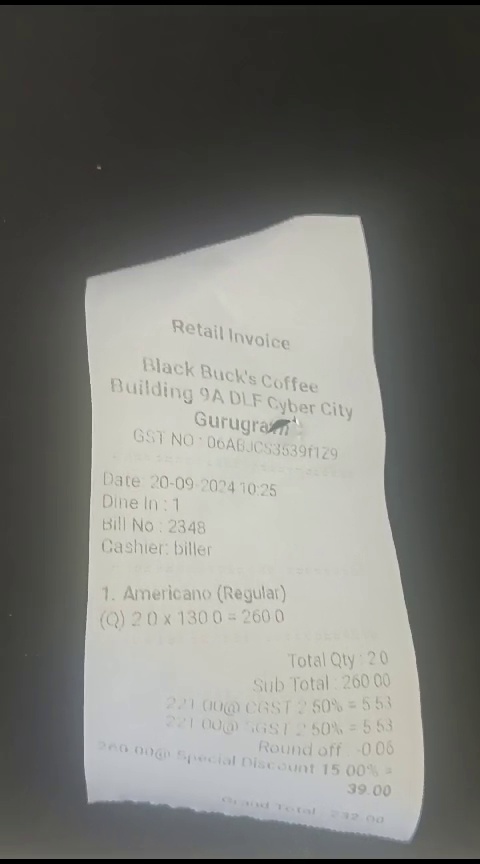 Retail Invoice
Black Buck's Coffee
Building 9A DLF Cyber City
Gurugram
GST NO : 06ABJCS3539f1Z9
Date: 20-09-2024 10:25
Dine In : 1
Bill No : 2348
Cashier: biller
1. Americano (Regular)
(Q) 2.0 x 130.0 = 260.0
Total Qty : 2.0
Sub Total : 260.00
221.00@ CGST 2.50% = 5.53
221.00@ SGST 2.50% = 5.53
Round off -0.06
260.00@ Special Discount 15.00% =
39.00
Grand Total : 232.00